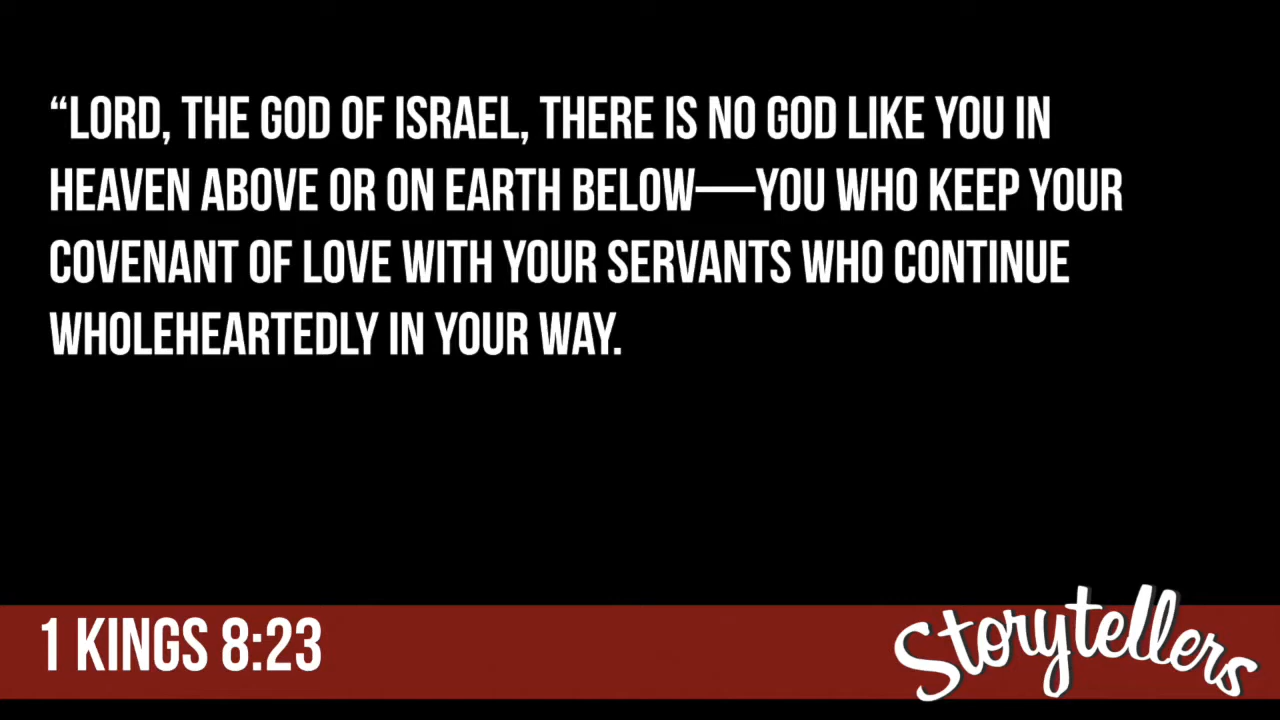 “LORD, THE GOD OF ISRAEL, THERE IS NO GOD LIKE YOU IN
HEAVEN ABOVE OR ON EARTH BELOW—YOU WHO KEEP YOUR
COVENANT OF LOVE WITH YOUR SERVANTS WHO CONTINUE
WHOLEHEARTEDLY IN YOUR WAY.
1 KINGS 8:23
Storytellers